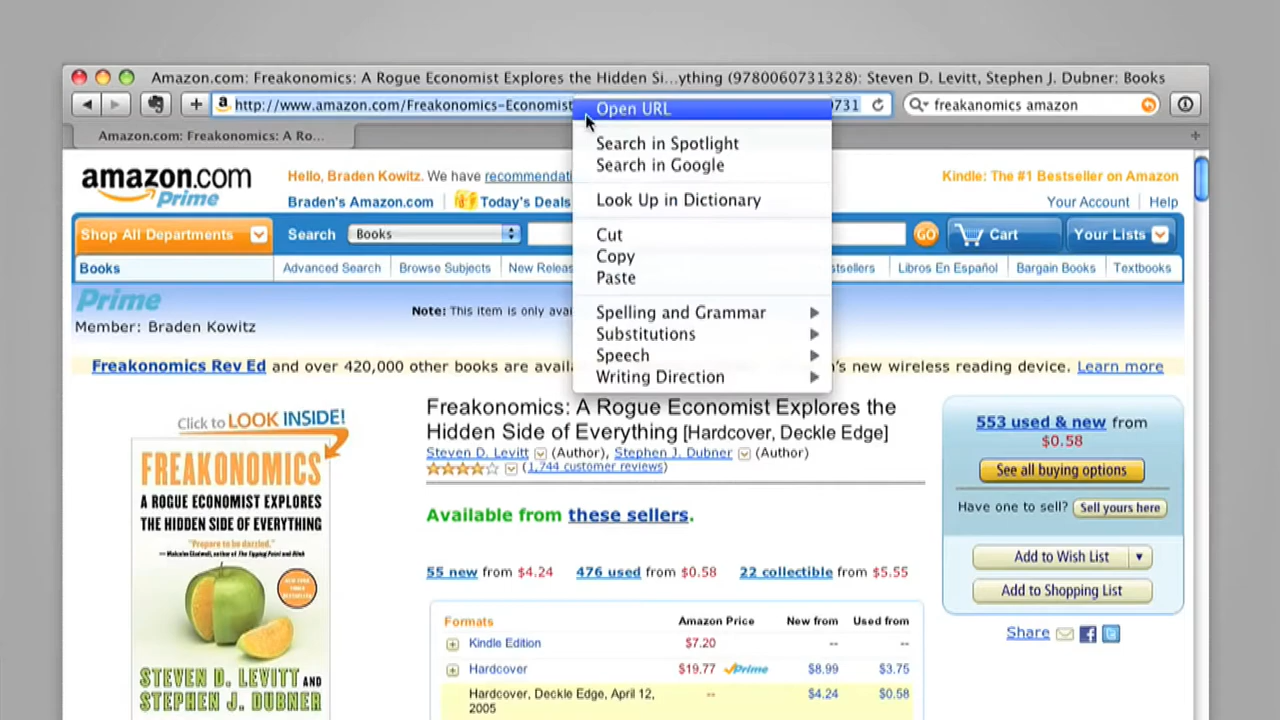 Amazon.com: Freakonomics: A Rogue Economist Explores the Hidden Si...ything (9780060731328): Steven D. Levitt, Stephen J. Dubner: Books
http://www.amazon.com/Freakonomics-Economist
0731
freakanomics amazon
Amazon.com: Freakonomics: A Ro...
Open URL
Search in Spotlight
Search in Google
Look Up in Dictionary
Cut
Copy
Paste
Spelling and Grammar
Substitutions
Speech
Writing Direction
amazon.com
Prime
Hello, Braden Kowitz. We have
Kindle: The #1 Bestseller on Amazon
Braden's Amazon.com
Today's Deals
Your Account
Help
Shop All Departments
Search
Books
GO
Cart
Your Lists
Books
Advanced Search
Browse Subjects
Libros En Español
Bargain Books
Textbooks
Prime
Note: This item is only
Member: Braden Kowitz
Freakonomics Rev Ed and over 420,000 other books are
new wireless reading device. Learn more
Click to LOOK INSIDE!
FREAKONOMICS
A ROGUE ECONOMIST EXPLORES
THE HIDDEN SIDE OF EVERYTHING
"Prepare to be dazzled."
STEVEN D. LEVITT AND
STEPHEN J. DUBNER
Freakonomics: A Rogue Economist Explores the
Hidden Side of Everything [Hardcover, Deckle Edge]
Steven D. Levitt (Author), Stephen J. Dubner (Author)
(1,744 customer reviews)
Available from these sellers.
55 new from $4.24
476 used from $0.58
22 collectible from $5.55
Formats
Amazon Price
New from
Used from
Kindle Edition
$7.20
--
--
Hardcover
$19.77
Prime
$8.99
$3.75
Hardcover, Deckle Edge, April 12,
2005
--
$4.24
$0.58
553 used & new from
$0.58
See all buying options
Have one to sell? Sell yours here
Add to Wish List
Add to Shopping List
Share